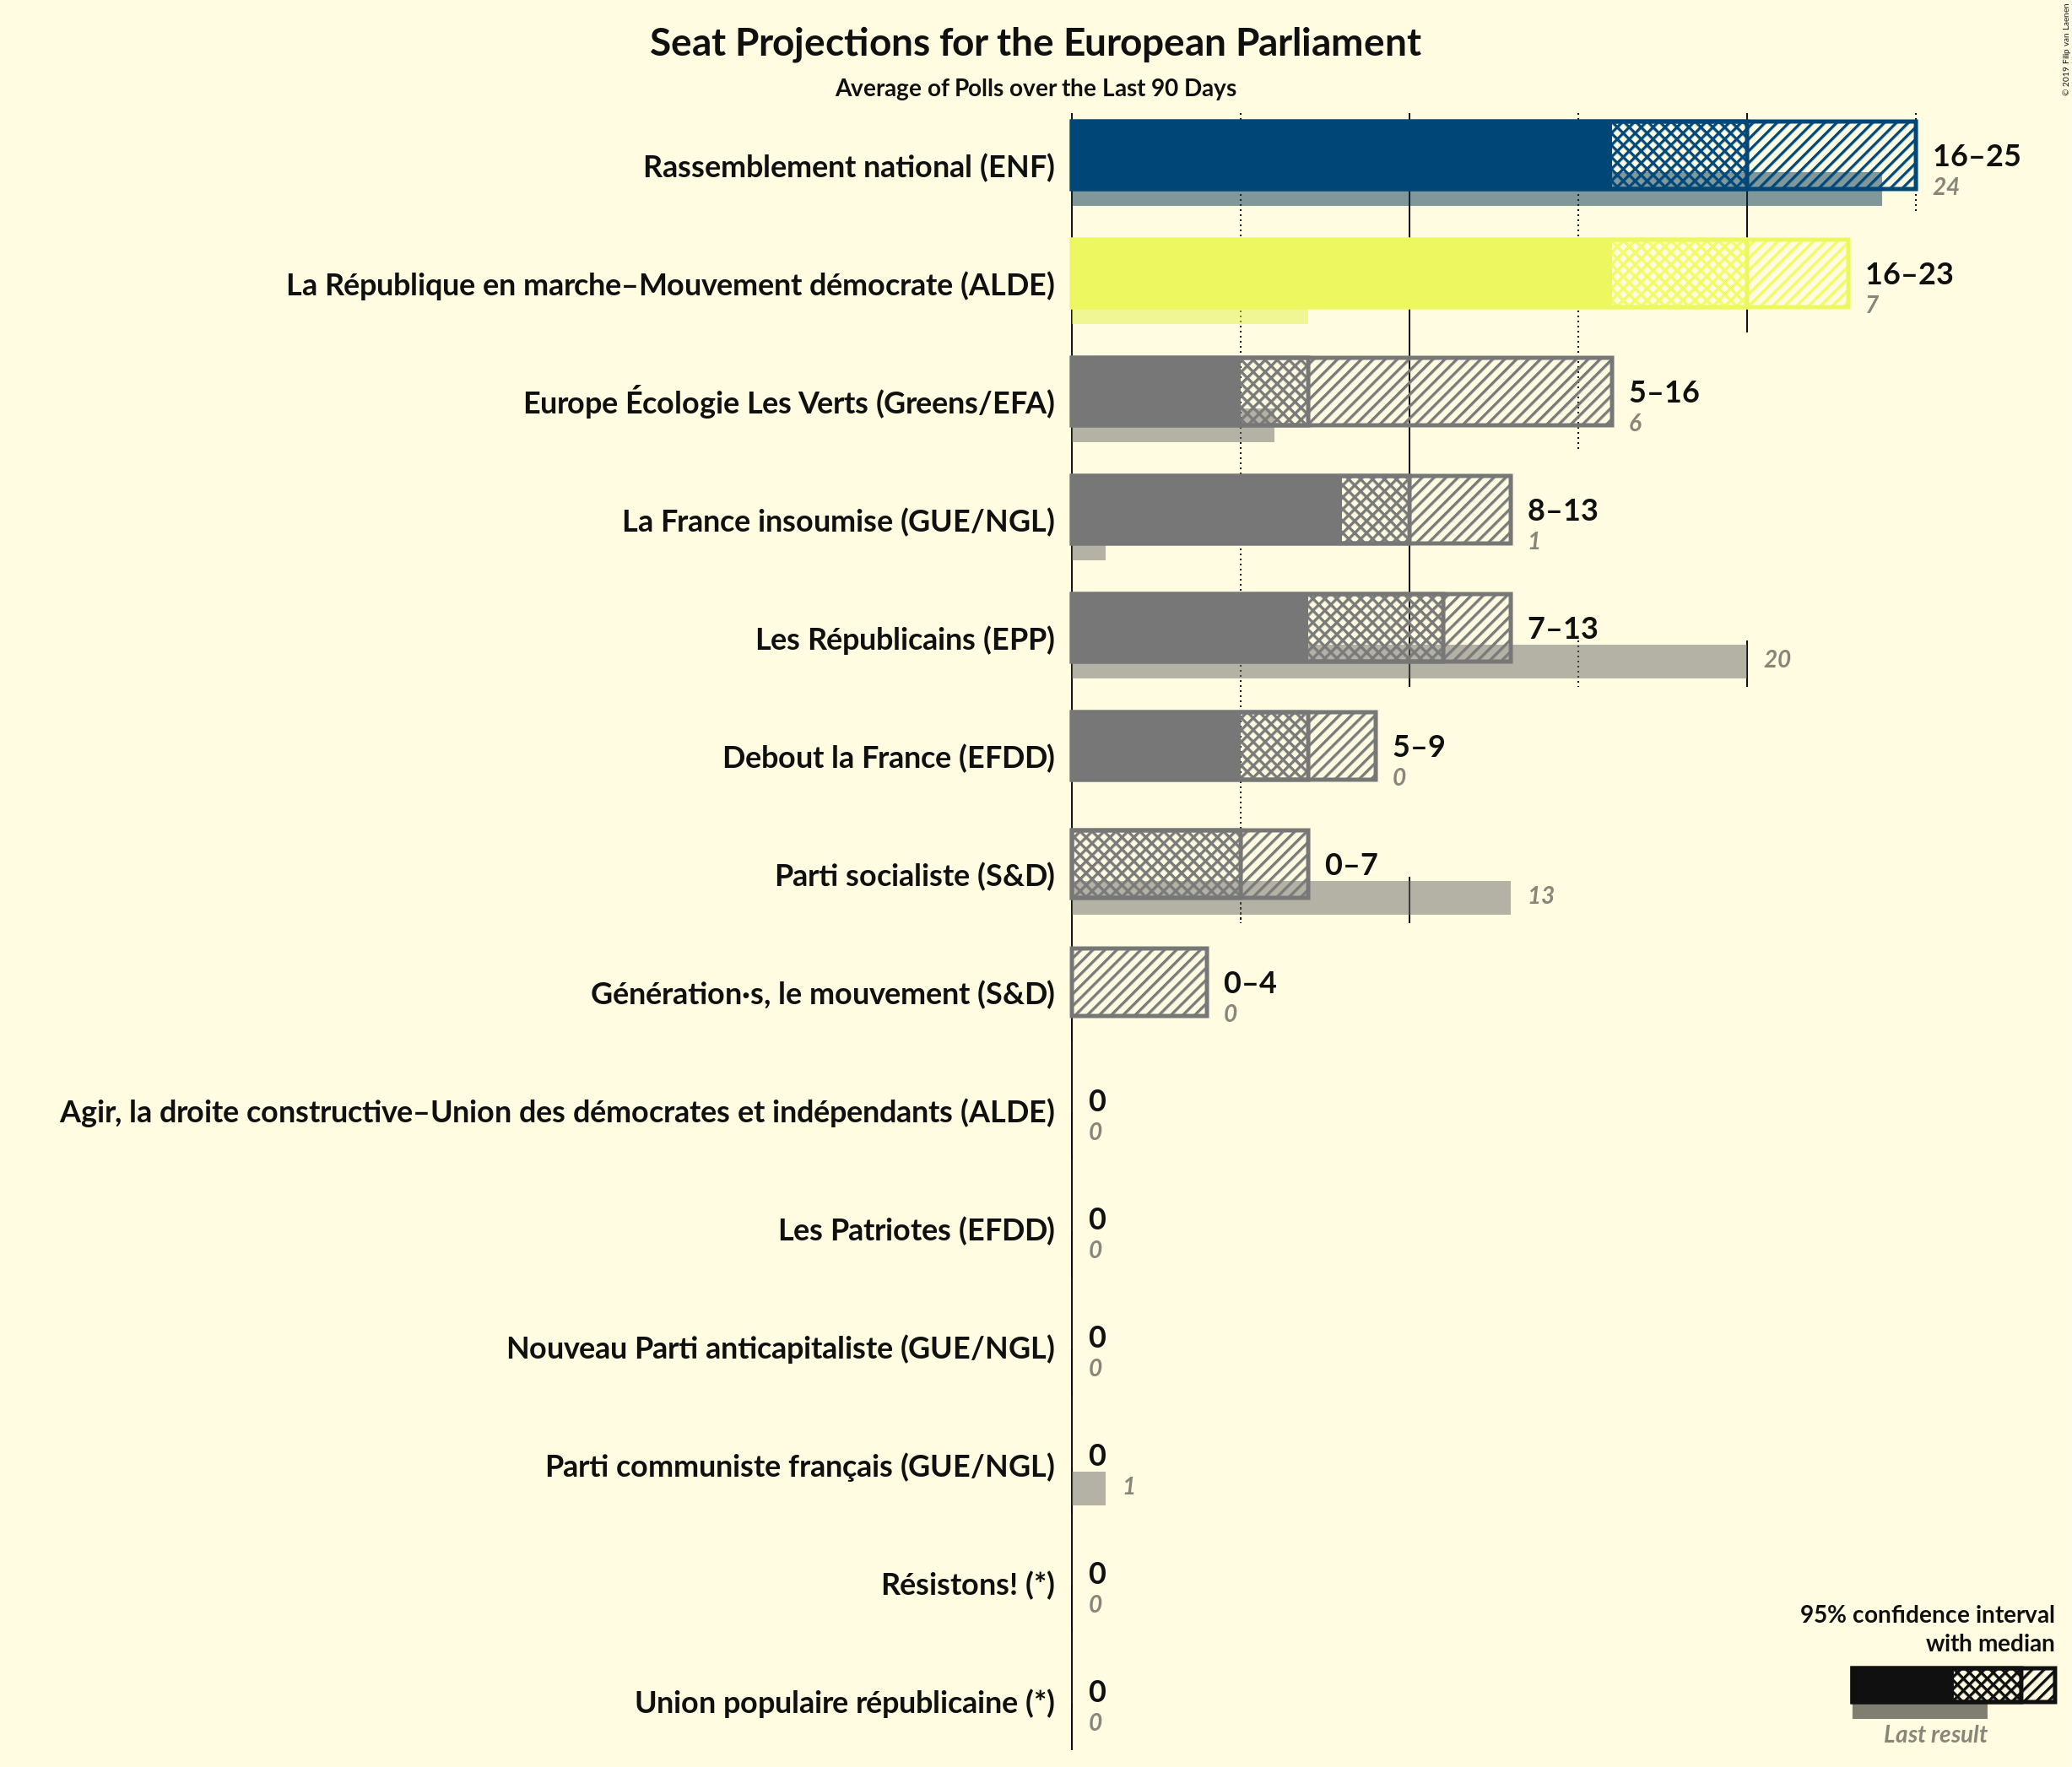 Seat Projections for the European Parliament
Average of Polls over the Last 90 Days
© 2019 Filip van Laenen
Rassemblement national (ENF)
16–25
24
La République en marche–Mouvement démocrate (ALDE)
16–23
7
Europe Écologie Les Verts (Greens/EFA)
5–16
6
La France insoumise (GUE/NGL)
8–13
1
Les Républicains (EPP)
7–13
20
Debout la France (EFDD)
5–9
0
Parti socialiste (S&D)
0–7
13
Génération·s, le mouvement (S&D)
0–4
0
Agir, la droite constructive–Union des démocrates et indépendants (ALDE)
0
0
Les Patriotes (EFDD)
0
0
Nouveau Parti anticapitaliste (GUE/NGL)
0
0
Parti communiste français (GUE/NGL)
0
1
Résistons! (*)
0
0
Union populaire républicaine (*)
0
0
95% confidence interval
with median
Last result